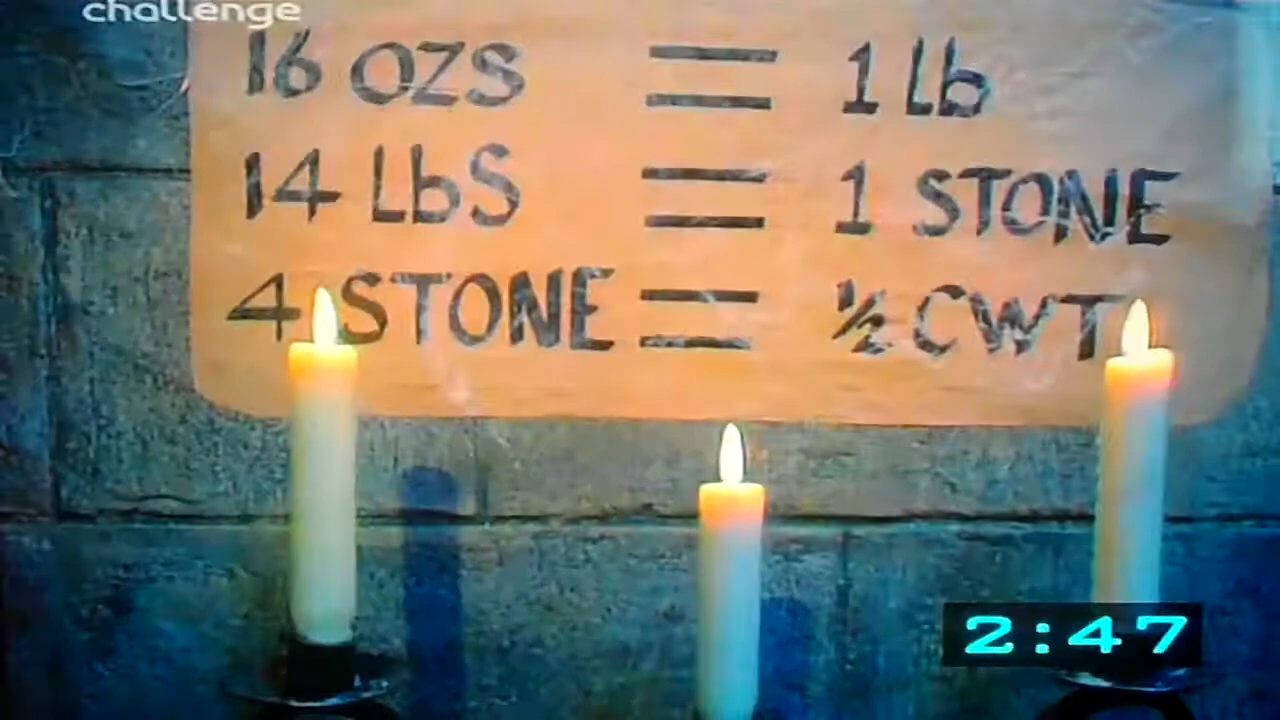 challenge
16 OZS = 1 Lb
14 LbS = 1 STONE
4 STONE = ½ CWT
2:47